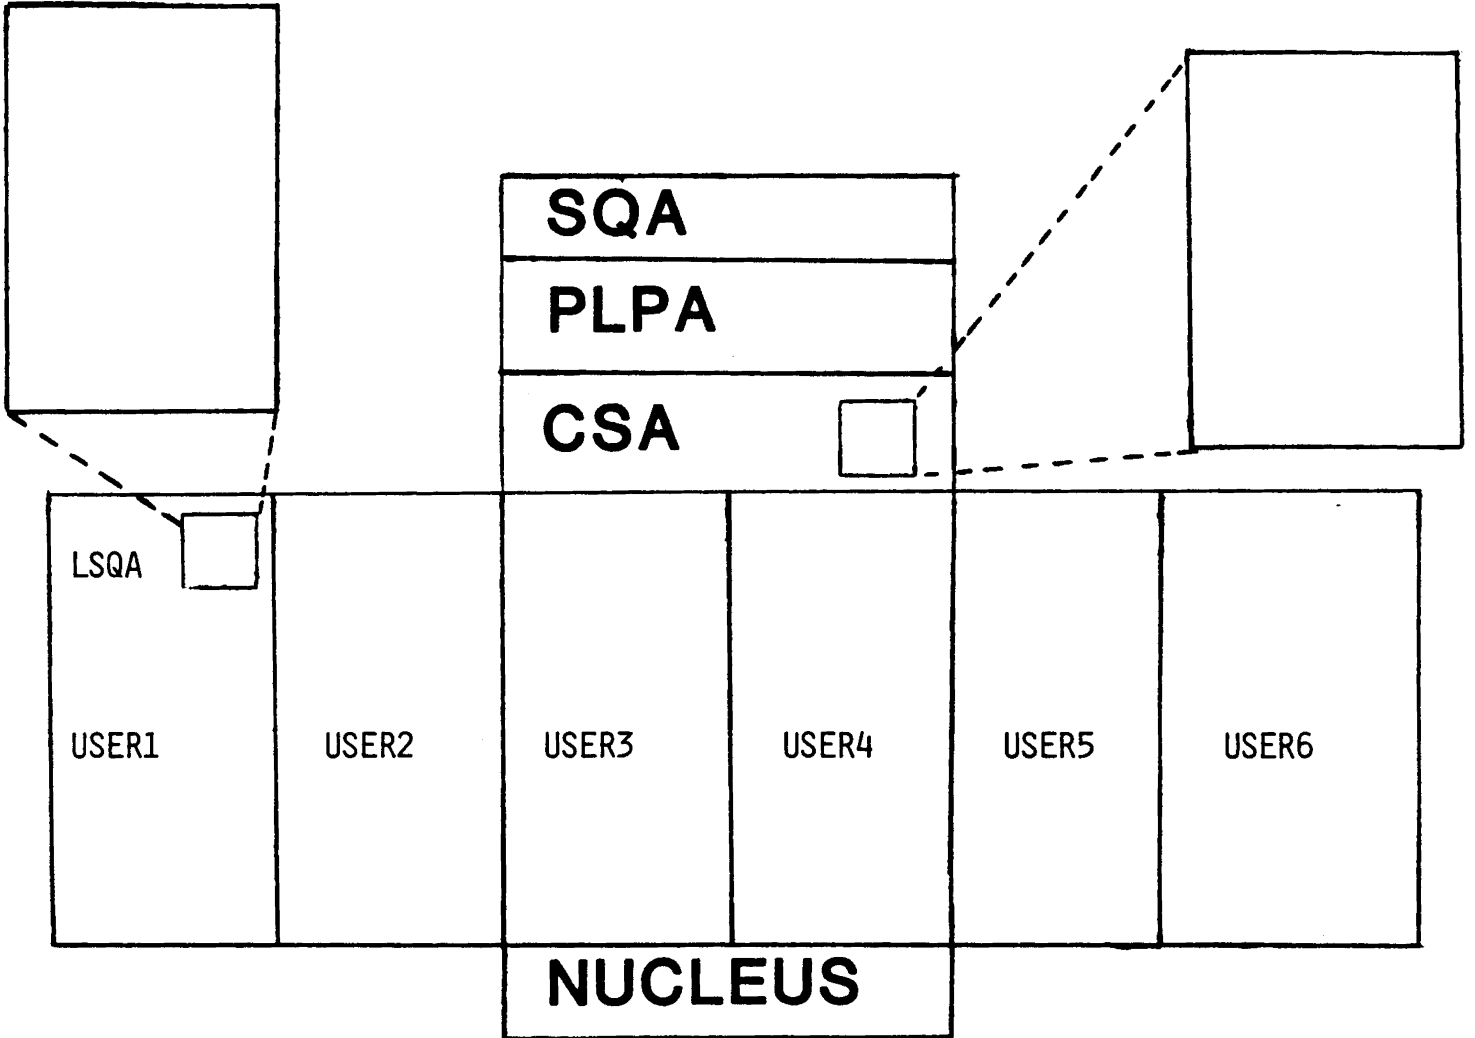 SQA
PLPA
CSA
LSQA
USER1 USER2 USER3 USER4 USER5 USER6
NUCLEUS